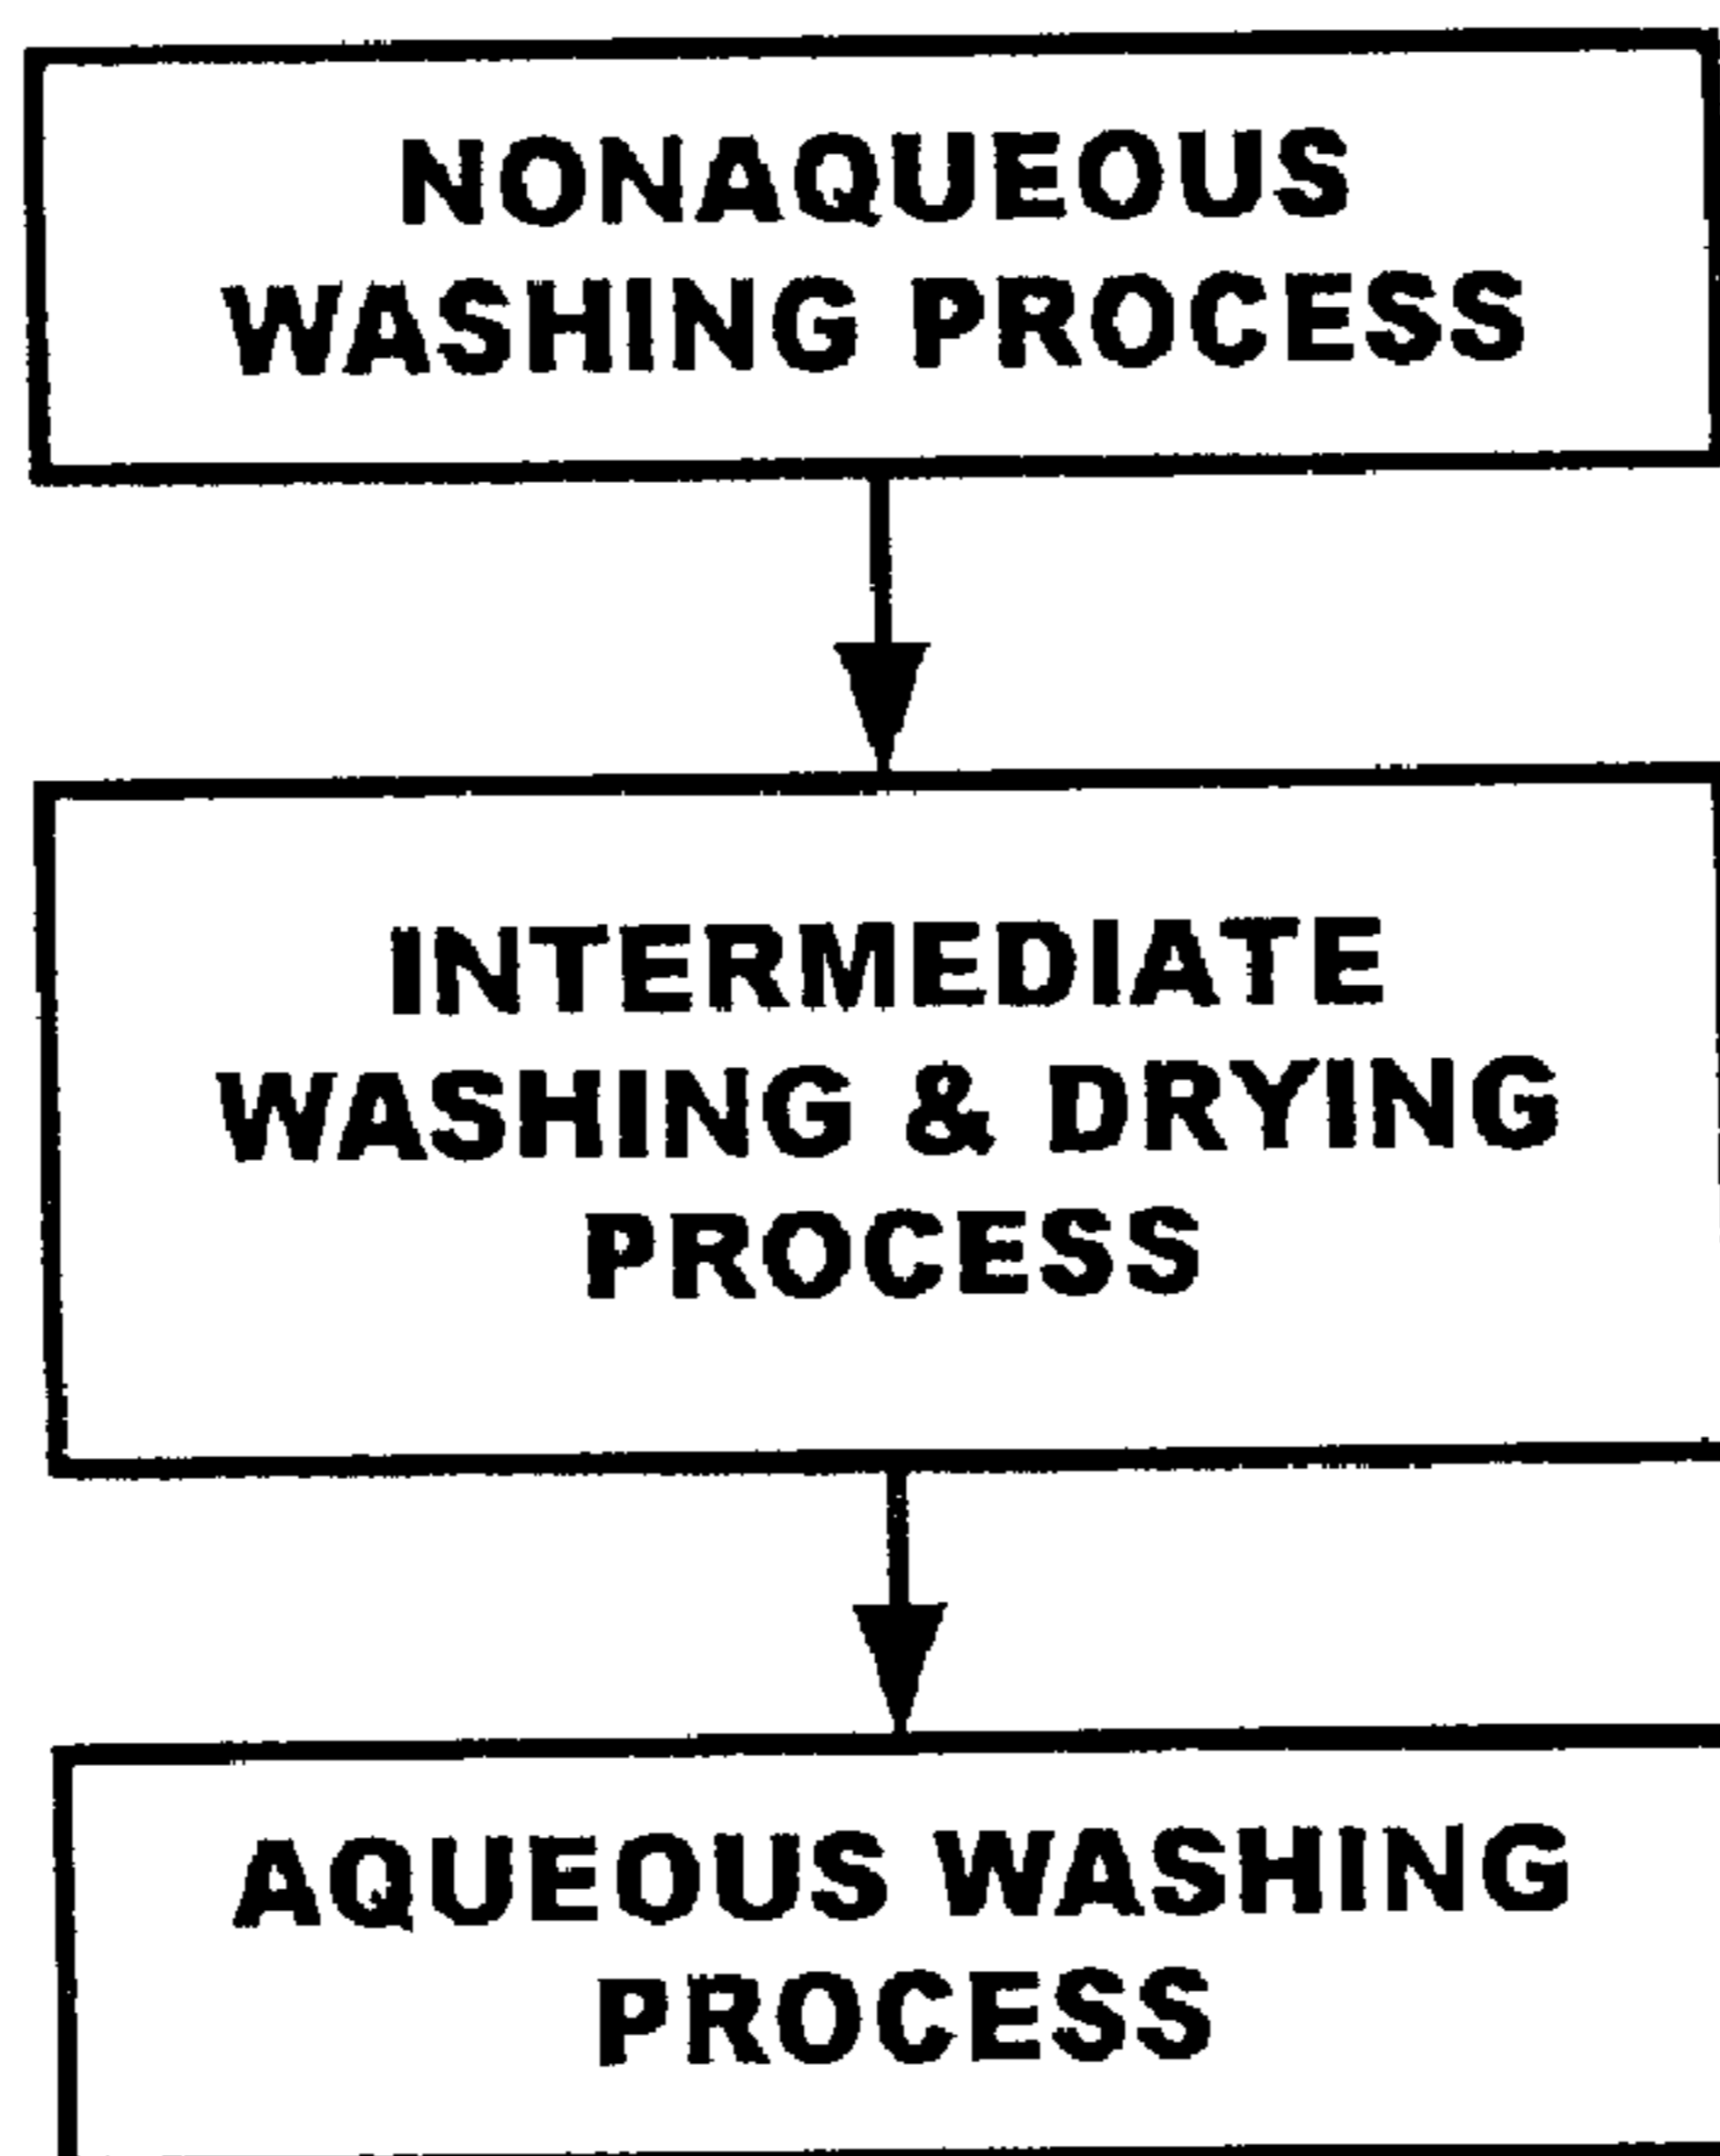 NONAQUEOUS
WASHING PROCESS
INTERMEDIATE
WASHING & DRYING
PROCESS
AQUEOUS WASHING
PROCESS